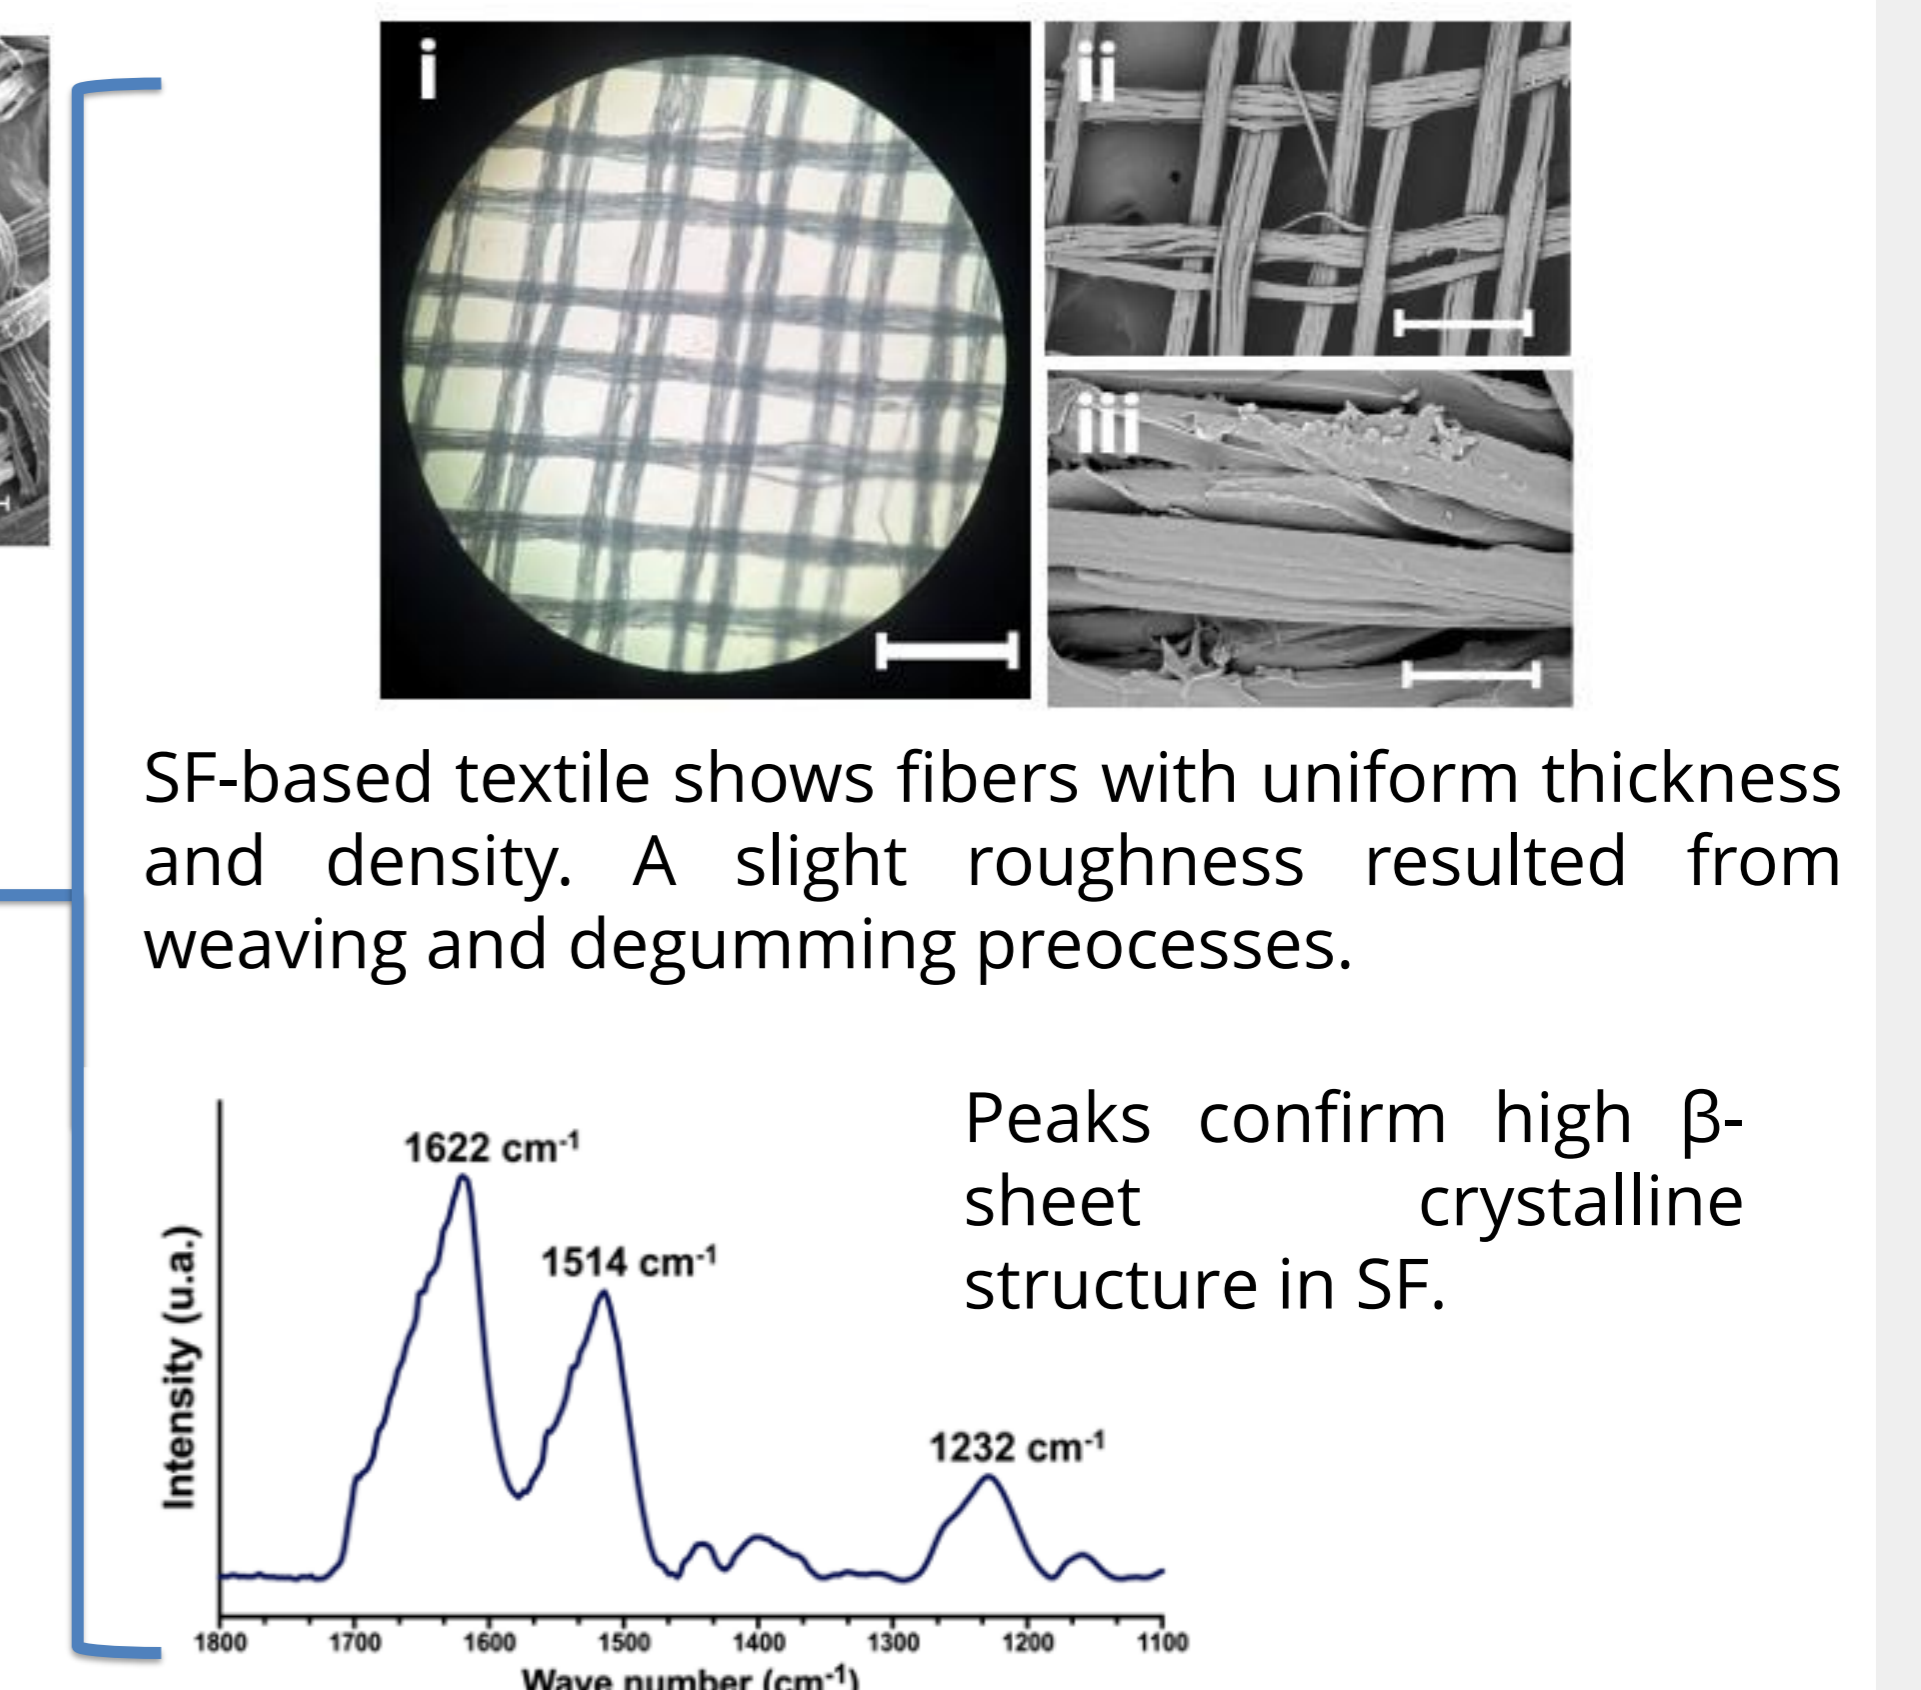 i
ii
iii
SF-based textile shows fibers with uniform thickness
and density. A slight roughness resulted from
weaving and degumming preocesses.
Peaks confirm high β-
sheet crystalline
structure in SF.
1622 cm-1
1514 cm-1
1232 cm-1
Intensity (u.a.)
1800 1700 1600 1500 1400 1300 1200 1100
Wave number (cm-1)